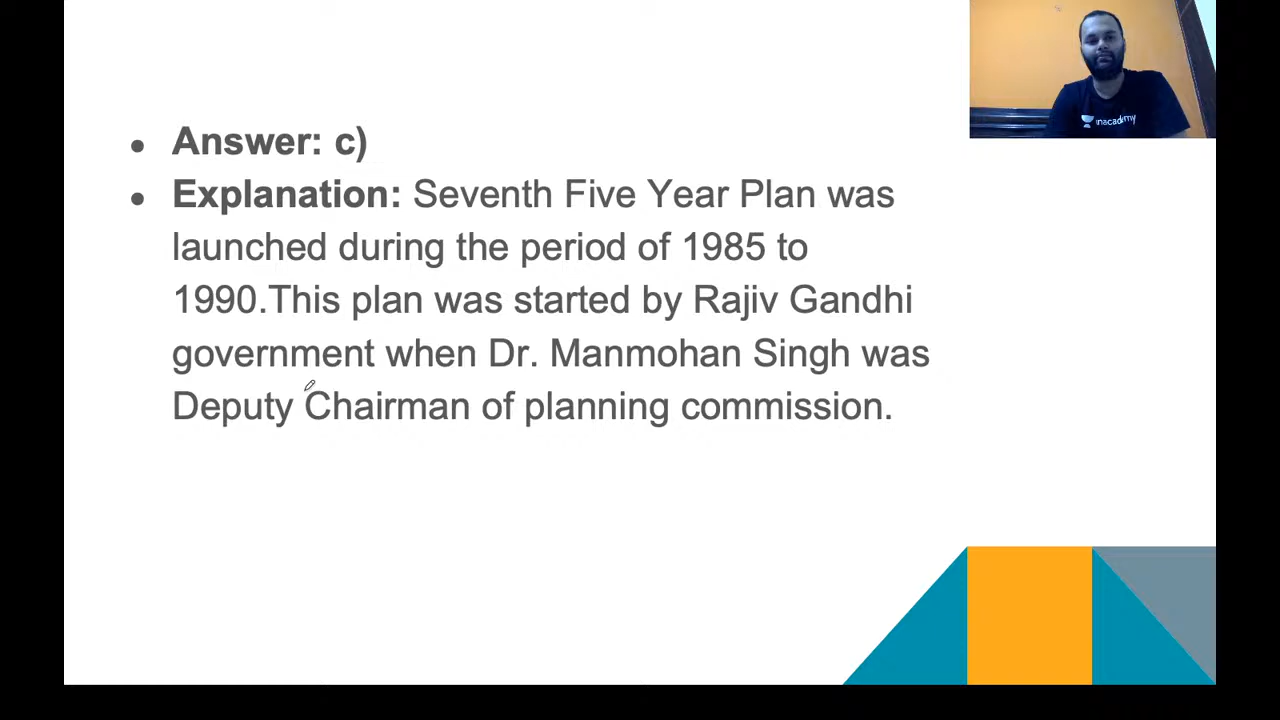 Answer: c)
Explanation: Seventh Five Year Plan was
launched during the period of 1985 to
1990.This plan was started by Rajiv Gandhi
government when Dr. Manmohan Singh was
Deputy Chairman of planning commission.
unacademy